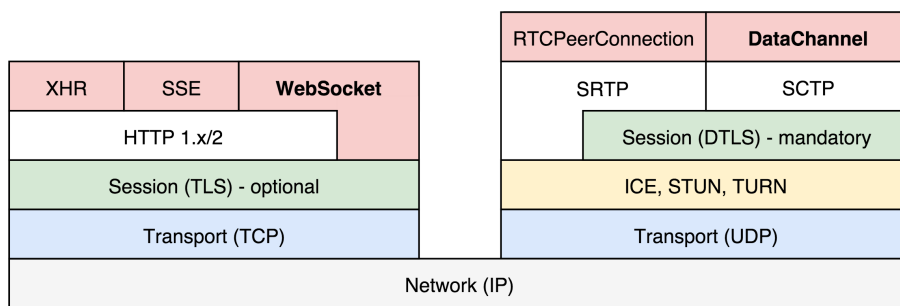 RTCPeerConnection DataChannel
XHR SSE WebSocket
SRTP SCTP
HTTP 1.x/2
Session (DTLS) - mandatory
Session (TLS) - optional
ICE, STUN, TURN
Transport (TCP)
Transport (UDP)
Network (IP)